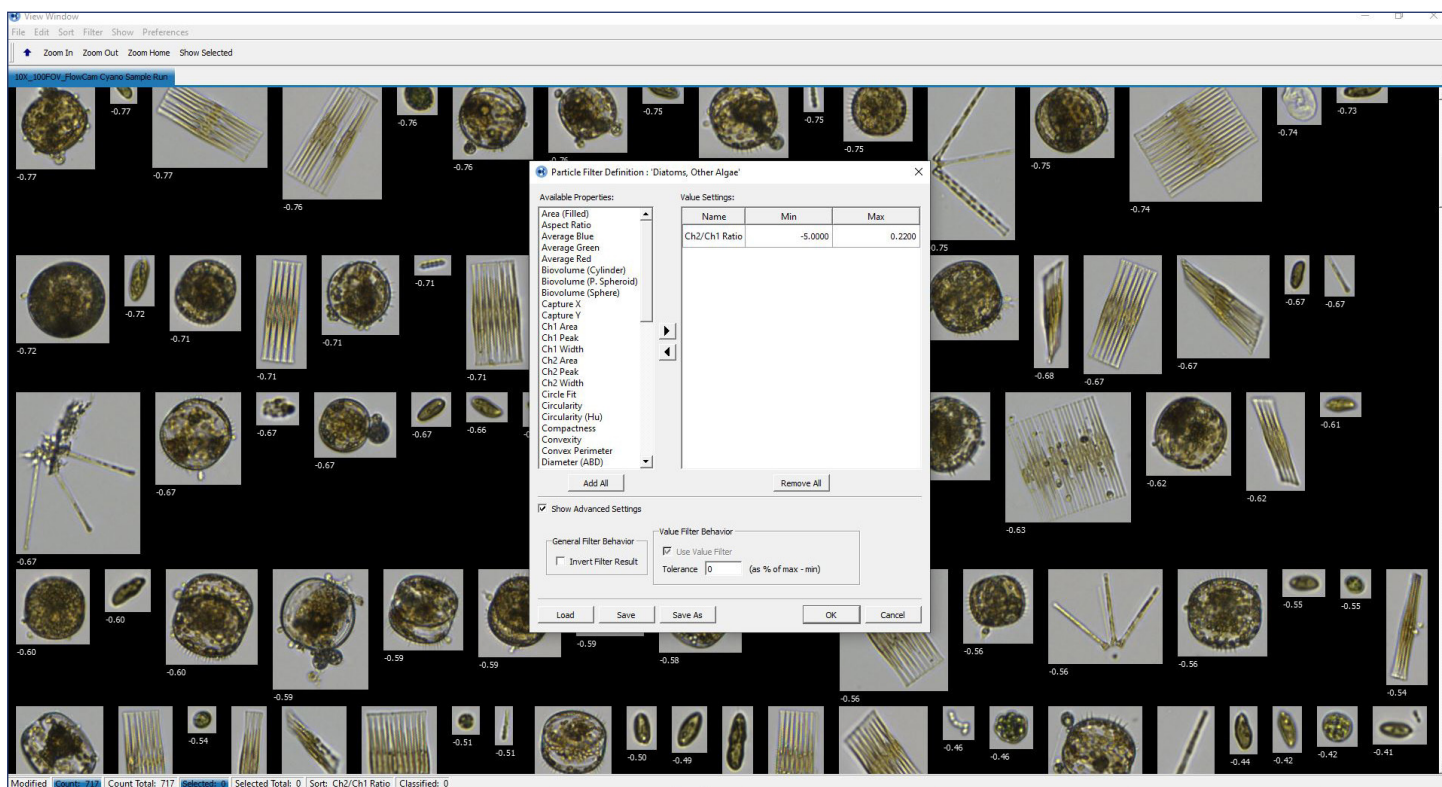 View Window
File Edit Sort Filter Show Preferences
Zoom In Zoom Out Zoom Home Show Selected
10X_100FOV_FlowCam Cyano Sample Run
-0.77
-0.77
-0.77
-0.76
-0.76
-0.76
-0.76
-0.75
-0.75
-0.75
-0.75
-0.75
-0.74
-0.74
-0.73
Particle Filter Definition : 'Diatoms, Other Algae'
Available Properties:
Area (Filled)
Aspect Ratio
Average Blue
Average Green
Average Red
Biovolume (Cylinder)
Biovolume (P. Spheroid)
Biovolume (Sphere)
Capture X
Capture Y
Ch1 Area
Ch1 Peak
Ch1 Width
Ch2 Area
Ch2 Peak
Ch2 Width
Circle Fit
Circularity
Circularity (Hu)
Compactness
Convexity
Convex Perimeter
Diameter (ABD)
Add All
Value Settings:
Name Min Max
Ch2/Ch1 Ratio -5.0000 0.2200
Remove All
Show Advanced Settings
General Filter Behavior
Invert Filter Result
Value Filter Behavior
Use Value Filter
Tolerance 0 (as % of max - min)
Load Save Save As OK Cancel
-0.72
-0.72
-0.71
-0.71
-0.71
-0.71
-0.71
-0.68
-0.67
-0.67
-0.67
-0.67
-0.67
-0.67
-0.67
-0.67
-0.67
-0.66
-0.63
-0.62
-0.62
-0.61
-0.60
-0.60
-0.60
-0.59
-0.59
-0.59
-0.59
-0.58
-0.56
-0.56
-0.56
-0.56
-0.55
-0.55
-0.54
-0.54
-0.51
-0.51
-0.50
-0.49
-0.46
-0.46
-0.44
-0.42
-0.42
-0.41
Modified Count: 717 Count Total: 717 Selected: 0 Selected Total: 0 Sort: Ch2/Ch1 Ratio Classified: 0